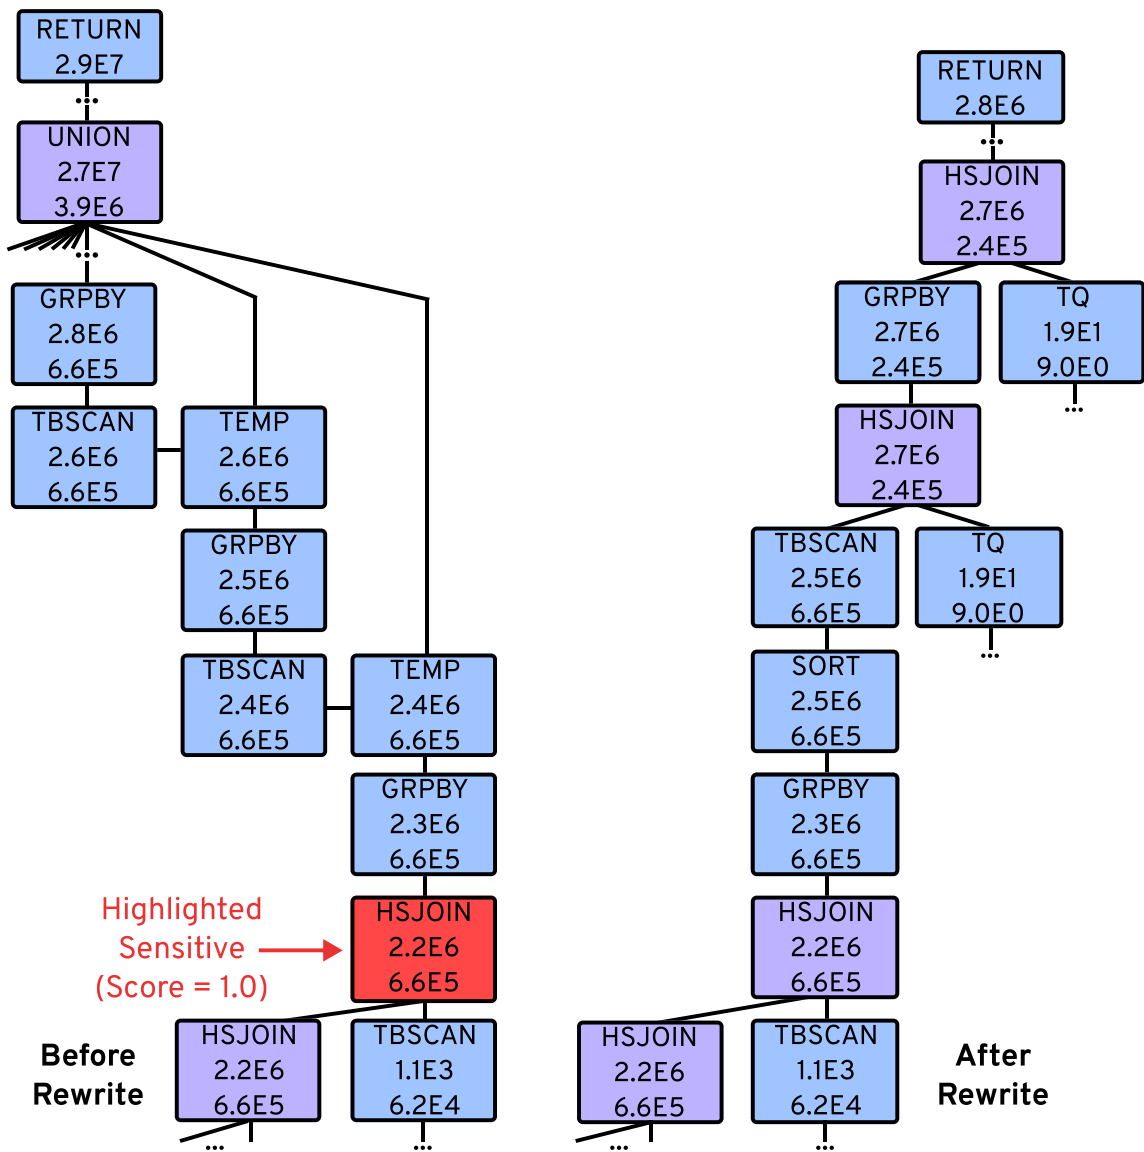 RETURN
2.9E7
...
UNION
2.7E7
3.9E6
...
GRPBY
2.8E6
6.6E5
TBSCAN
2.6E6
6.6E5
TEMP
2.6E6
6.6E5
GRPBY
2.5E6
6.6E5
TBSCAN
2.4E6
6.6E5
TEMP
2.4E6
6.6E5
GRPBY
2.3E6
6.6E5
Highlighted
Sensitive
(Score = 1.0)
HSJOIN
2.2E6
6.6E5
HSJOIN
2.2E6
6.6E5
...
TBSCAN
1.1E3
6.2E4
...
Before
Rewrite
RETURN
2.8E6
...
HSJOIN
2.7E6
2.4E5
GRPBY
2.7E6
2.4E5
TQ
1.9E1
9.0E0
...
HSJOIN
2.7E6
2.4E5
TBSCAN
2.5E6
6.6E5
TQ
1.9E1
9.0E0
...
SORT
2.5E6
6.6E5
GRPBY
2.3E6
6.6E5
HSJOIN
2.2E6
6.6E5
HSJOIN
2.2E6
6.6E5
...
TBSCAN
1.1E3
6.2E4
...
After
Rewrite